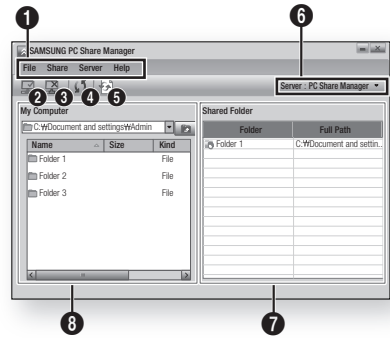 1 6
SAMSUNG PC Share Manager
File Share Server Help
2 3 4 5
Server : PC Share Manager
My Computer Shared Folder
C:₩Document and settings₩Admin
Name Size Kind Folder Full Path
Folder 1 File Folder 1 C:₩Document and settin..
Folder 2 File
Folder 3 File
8 7